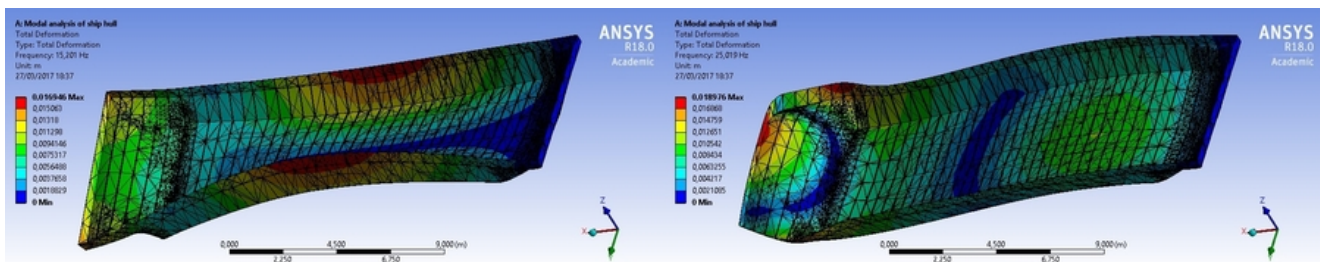 A: Modal analysis of ship hull
Total Deformation
Type: Total Deformation
Frequency: 15,201 Hz
Unit: m
27/03/2017 18:37
0,016946 Max
0,015063
0,01318
0,011298
0,0094146
0,0075317
0,0056488
0,0037658
0,0018829
0 Min
ANSYS
R18.0
Academic
0,000 4,500 9,000 (m)
2,250 6,750
Z
X
A: Modal analysis of ship hull
Total Deformation
Type: Total Deformation
Frequency: 25,019 Hz
Unit: m
27/03/2017 18:37
0,018976 Max
0,016868
0,014759
0,012651
0,010542
0,008434
0,0063255
0,004217
0,0021085
0 Min
ANSYS
R18.0
Academic
0,000 4,500 9,000 (m)
2,250 6,750
Z
X